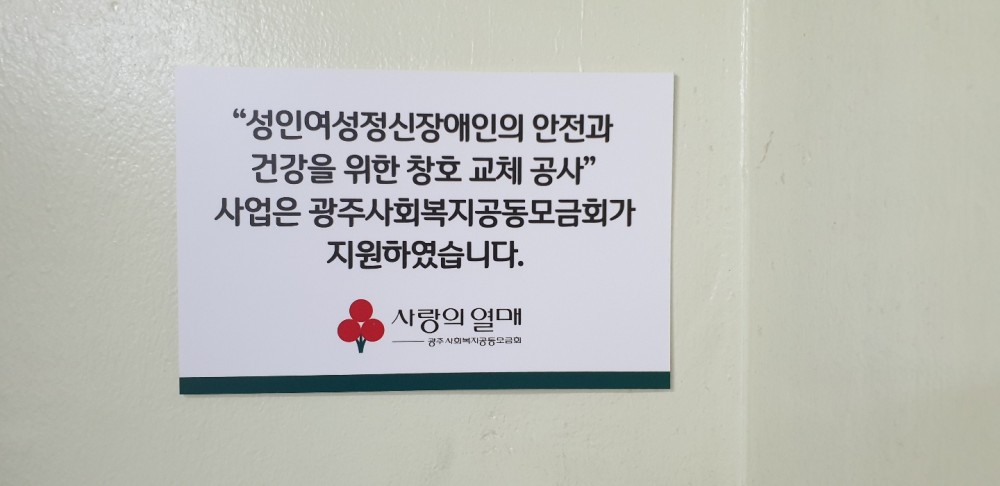 “성인여성정신장애인의 안전과
건강을 위한 창호 교체 공사”
사업은 광주사회복지공동모금회가
지원하였습니다.
사랑의 열매
광주사회복지공동모금회